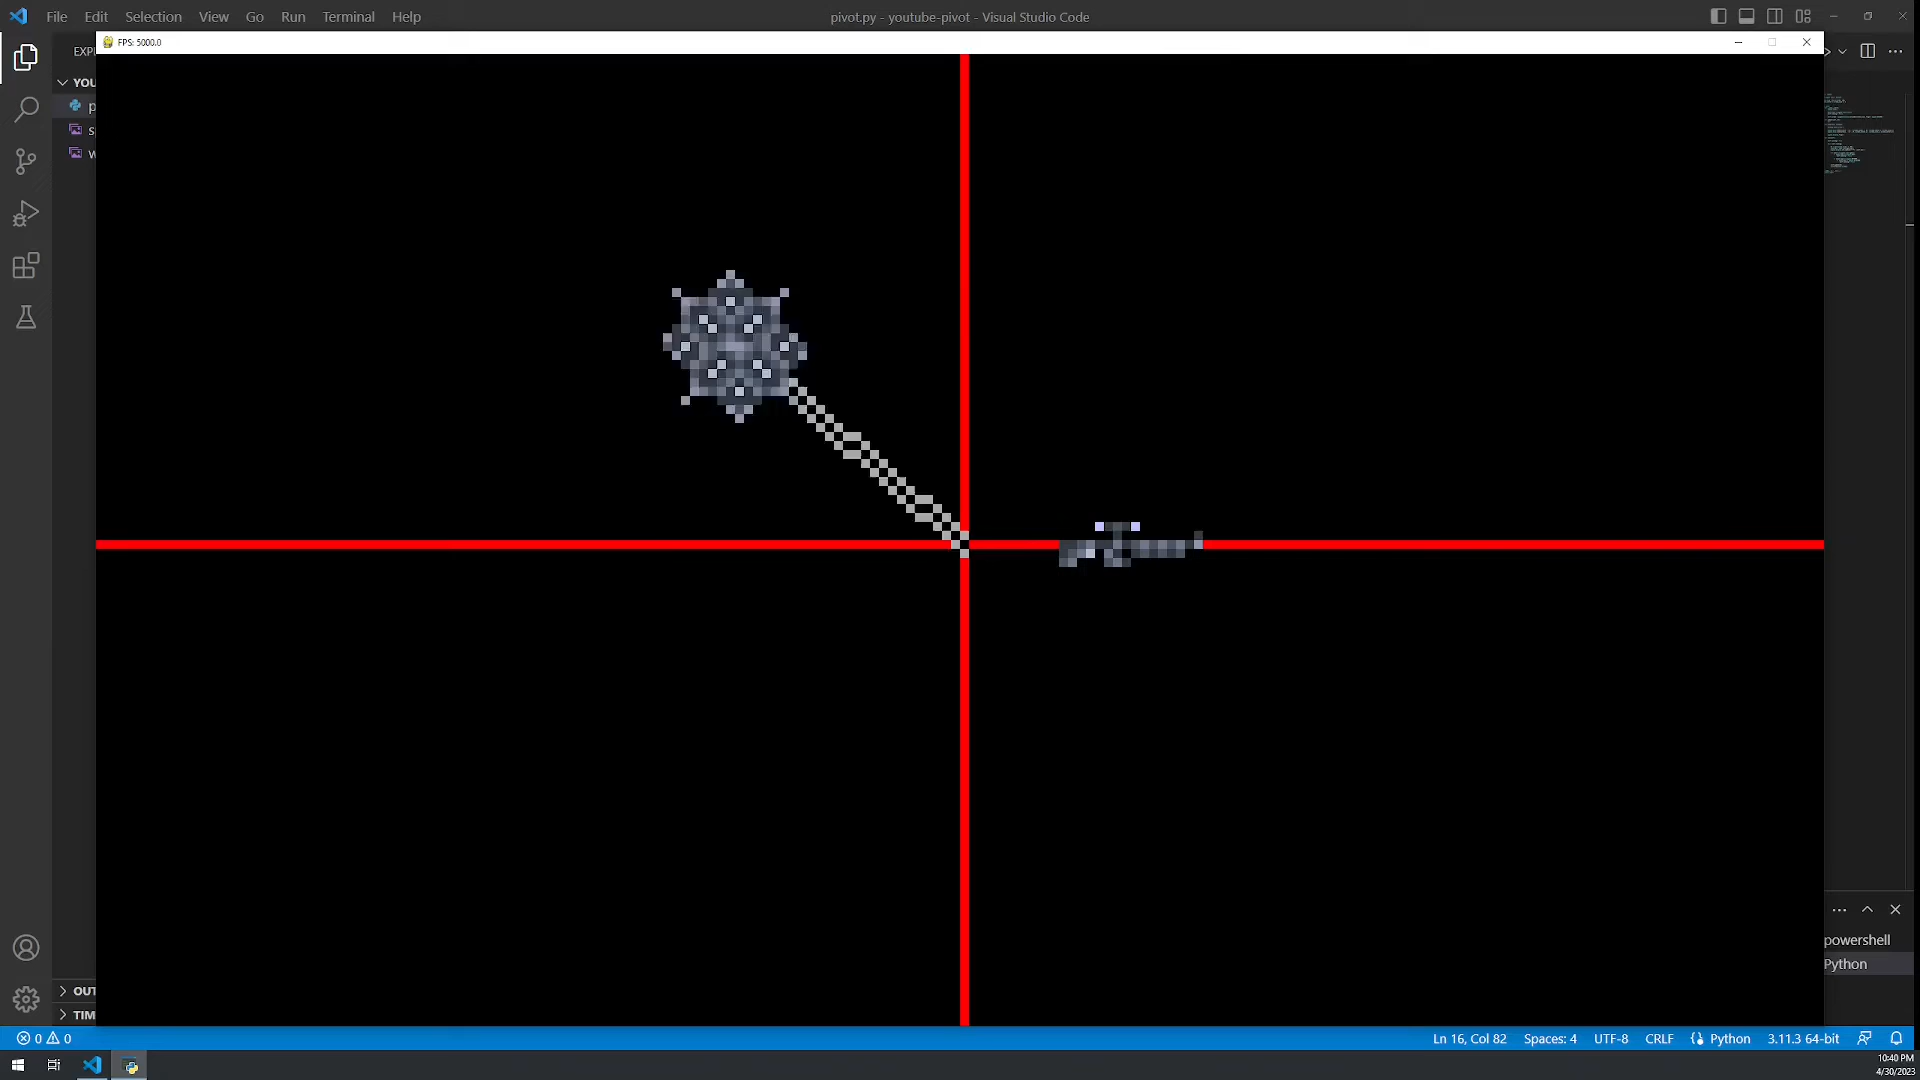 File Edit Selection View Go Run Terminal Help
pivot.py - youtube-pivot - Visual Studio Code
FPS: 5000.0
EXP
YOU
p
s
w
powershell
Python
OUT
TIM
0 0
Ln 16, Col 82 Spaces: 4 UTF-8 CRLF Python 3.11.3 64-bit
10:40 PM
4/30/2023